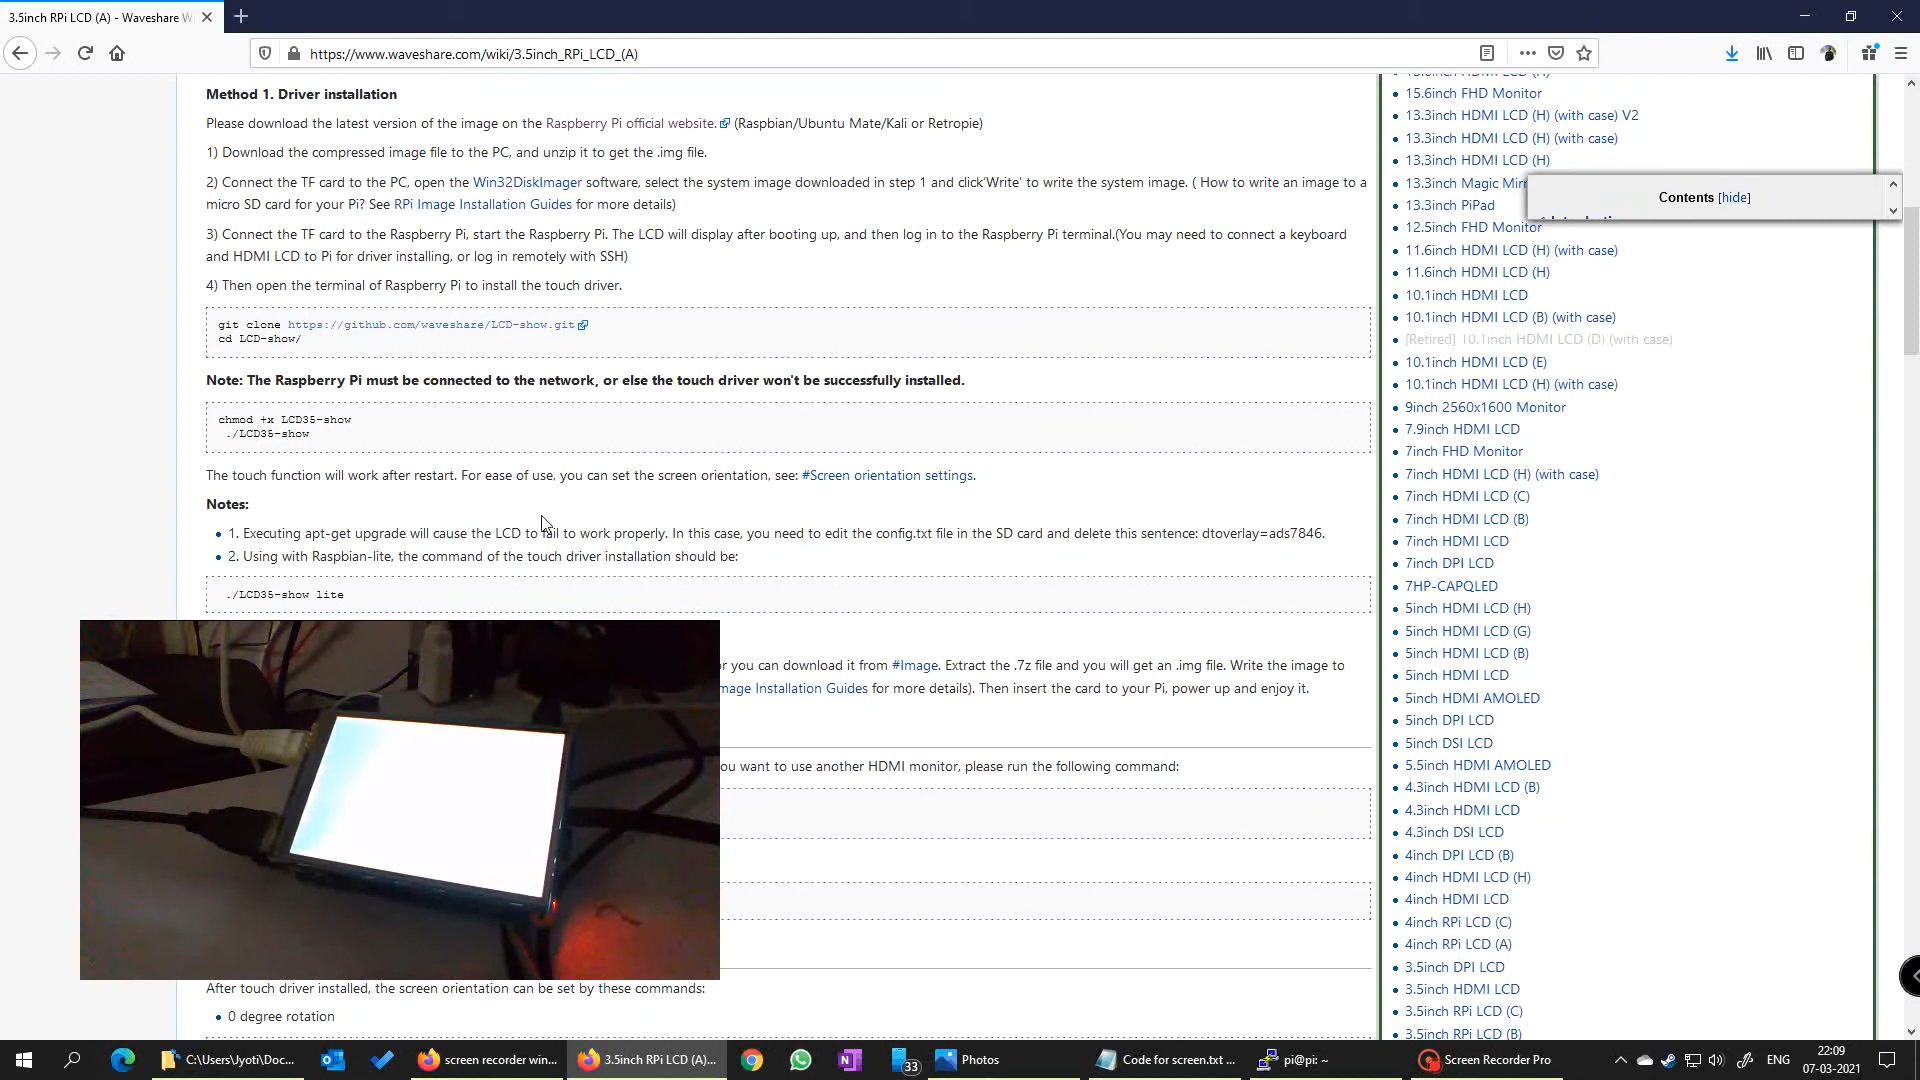 3.5inch RPi LCD (A) - Waveshare W
https://www.waveshare.com/wiki/3.5inch_RPi_LCD_(A)
Method 1. Driver installation
Please download the latest version of the image on the Raspberry Pi official website. (Raspbian/Ubuntu Mate/Kali or Retropie)
1) Download the compressed image file to the PC, and unzip it to get the .img file.
2) Connect the TF card to the PC, open the Win32DiskImager software, select the system image downloaded in step 1 and click'Write' to write the system image. ( How to write an image to a
micro SD card for your Pi? See RPi Image Installation Guides for more details)
3) Connect the TF card to the Raspberry Pi, start the Raspberry Pi. The LCD will display after booting up, and then log in to the Raspberry Pi terminal.(You may need to connect a keyboard
and HDMI LCD to Pi for driver installing, or log in remotely with SSH)
4) Then open the terminal of Raspberry Pi to install the touch driver.
git clone https://github.com/waveshare/LCD-show.git
cd LCD-show/
Note: The Raspberry Pi must be connected to the network, or else the touch driver won't be successfully installed.
chmod +x LCD35-show
./LCD35-show
The touch function will work after restart. For ease of use, you can set the screen orientation, see: #Screen orientation settings.
Notes:
1. Executing apt-get upgrade will cause the LCD to fail to work properly. In this case, you need to edit the config.txt file in the SD card and delete this sentence: dtoverlay=ads7846.
2. Using with Raspbian-lite, the command of the touch driver installation should be:
./LCD35-show lite
or you can download it from #Image. Extract the .7z file and you will get an .img file. Write the image to
mage Installation Guides for more details). Then insert the card to your Pi, power up and enjoy it.
ou want to use another HDMI monitor, please run the following command:
After touch driver installed, the screen orientation can be set by these commands:
0 degree rotation
15.6inch FHD Monitor
13.3inch HDMI LCD (H) (with case) V2
13.3inch HDMI LCD (H) (with case)
13.3inch HDMI LCD (H)
13.3inch Magic Mirr
13.3inch PiPad
12.5inch FHD Monitor
11.6inch HDMI LCD (H) (with case)
11.6inch HDMI LCD (H)
10.1inch HDMI LCD
10.1inch HDMI LCD (B) (with case)
[Retired] 10.1inch HDMI LCD (D) (with case)
10.1inch HDMI LCD (E)
10.1inch HDMI LCD (H) (with case)
9inch 2560x1600 Monitor
7.9inch HDMI LCD
7inch FHD Monitor
7inch HDMI LCD (H) (with case)
7inch HDMI LCD (C)
7inch HDMI LCD (B)
7inch HDMI LCD
7inch DPI LCD
7HP-CAPQLED
5inch HDMI LCD (H)
5inch HDMI LCD (G)
5inch HDMI LCD (B)
5inch HDMI LCD
5inch HDMI AMOLED
5inch DPI LCD
5inch DSI LCD
5.5inch HDMI AMOLED
4.3inch HDMI LCD (B)
4.3inch HDMI LCD
4.3inch DSI LCD
4inch DPI LCD (B)
4inch HDMI LCD (H)
4inch HDMI LCD
4inch RPi LCD (C)
4inch RPi LCD (A)
3.5inch DPI LCD
3.5inch HDMI LCD
3.5inch RPi LCD (C)
3.5inch RPi LCD (B)
Contents [hide]
C:\Users\Jyoti\Doc...
screen recorder win...
3.5inch RPi LCD (A)...
33
Photos
Code for screen.txt ...
pi@pi: ~
Screen Recorder Pro
ENG
22:09
07-03-2021